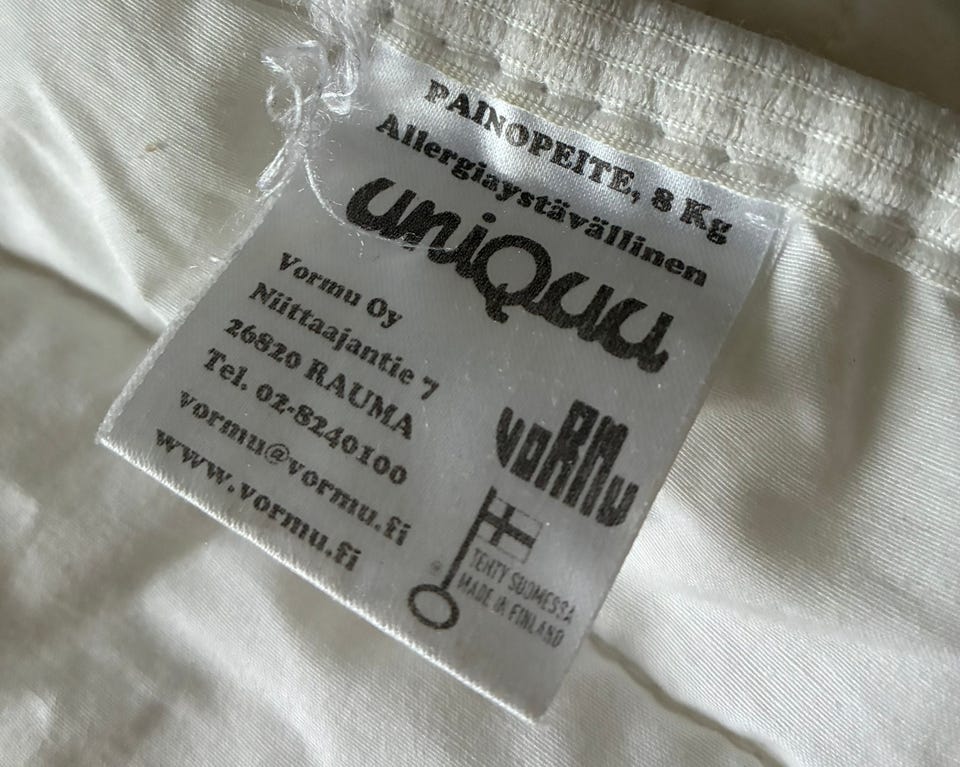 PAINOPEITE, 8 Kg
Allergiaystävällinen
uniQuu
Vormu Oy
Niittaajantie 7
26820 RAUMA
Tel. 02-8240100
vormu@vormu.fi
www.vormu.fi
VORMU
®
TEHTY SUOMESSA
MADE IN FINLAND